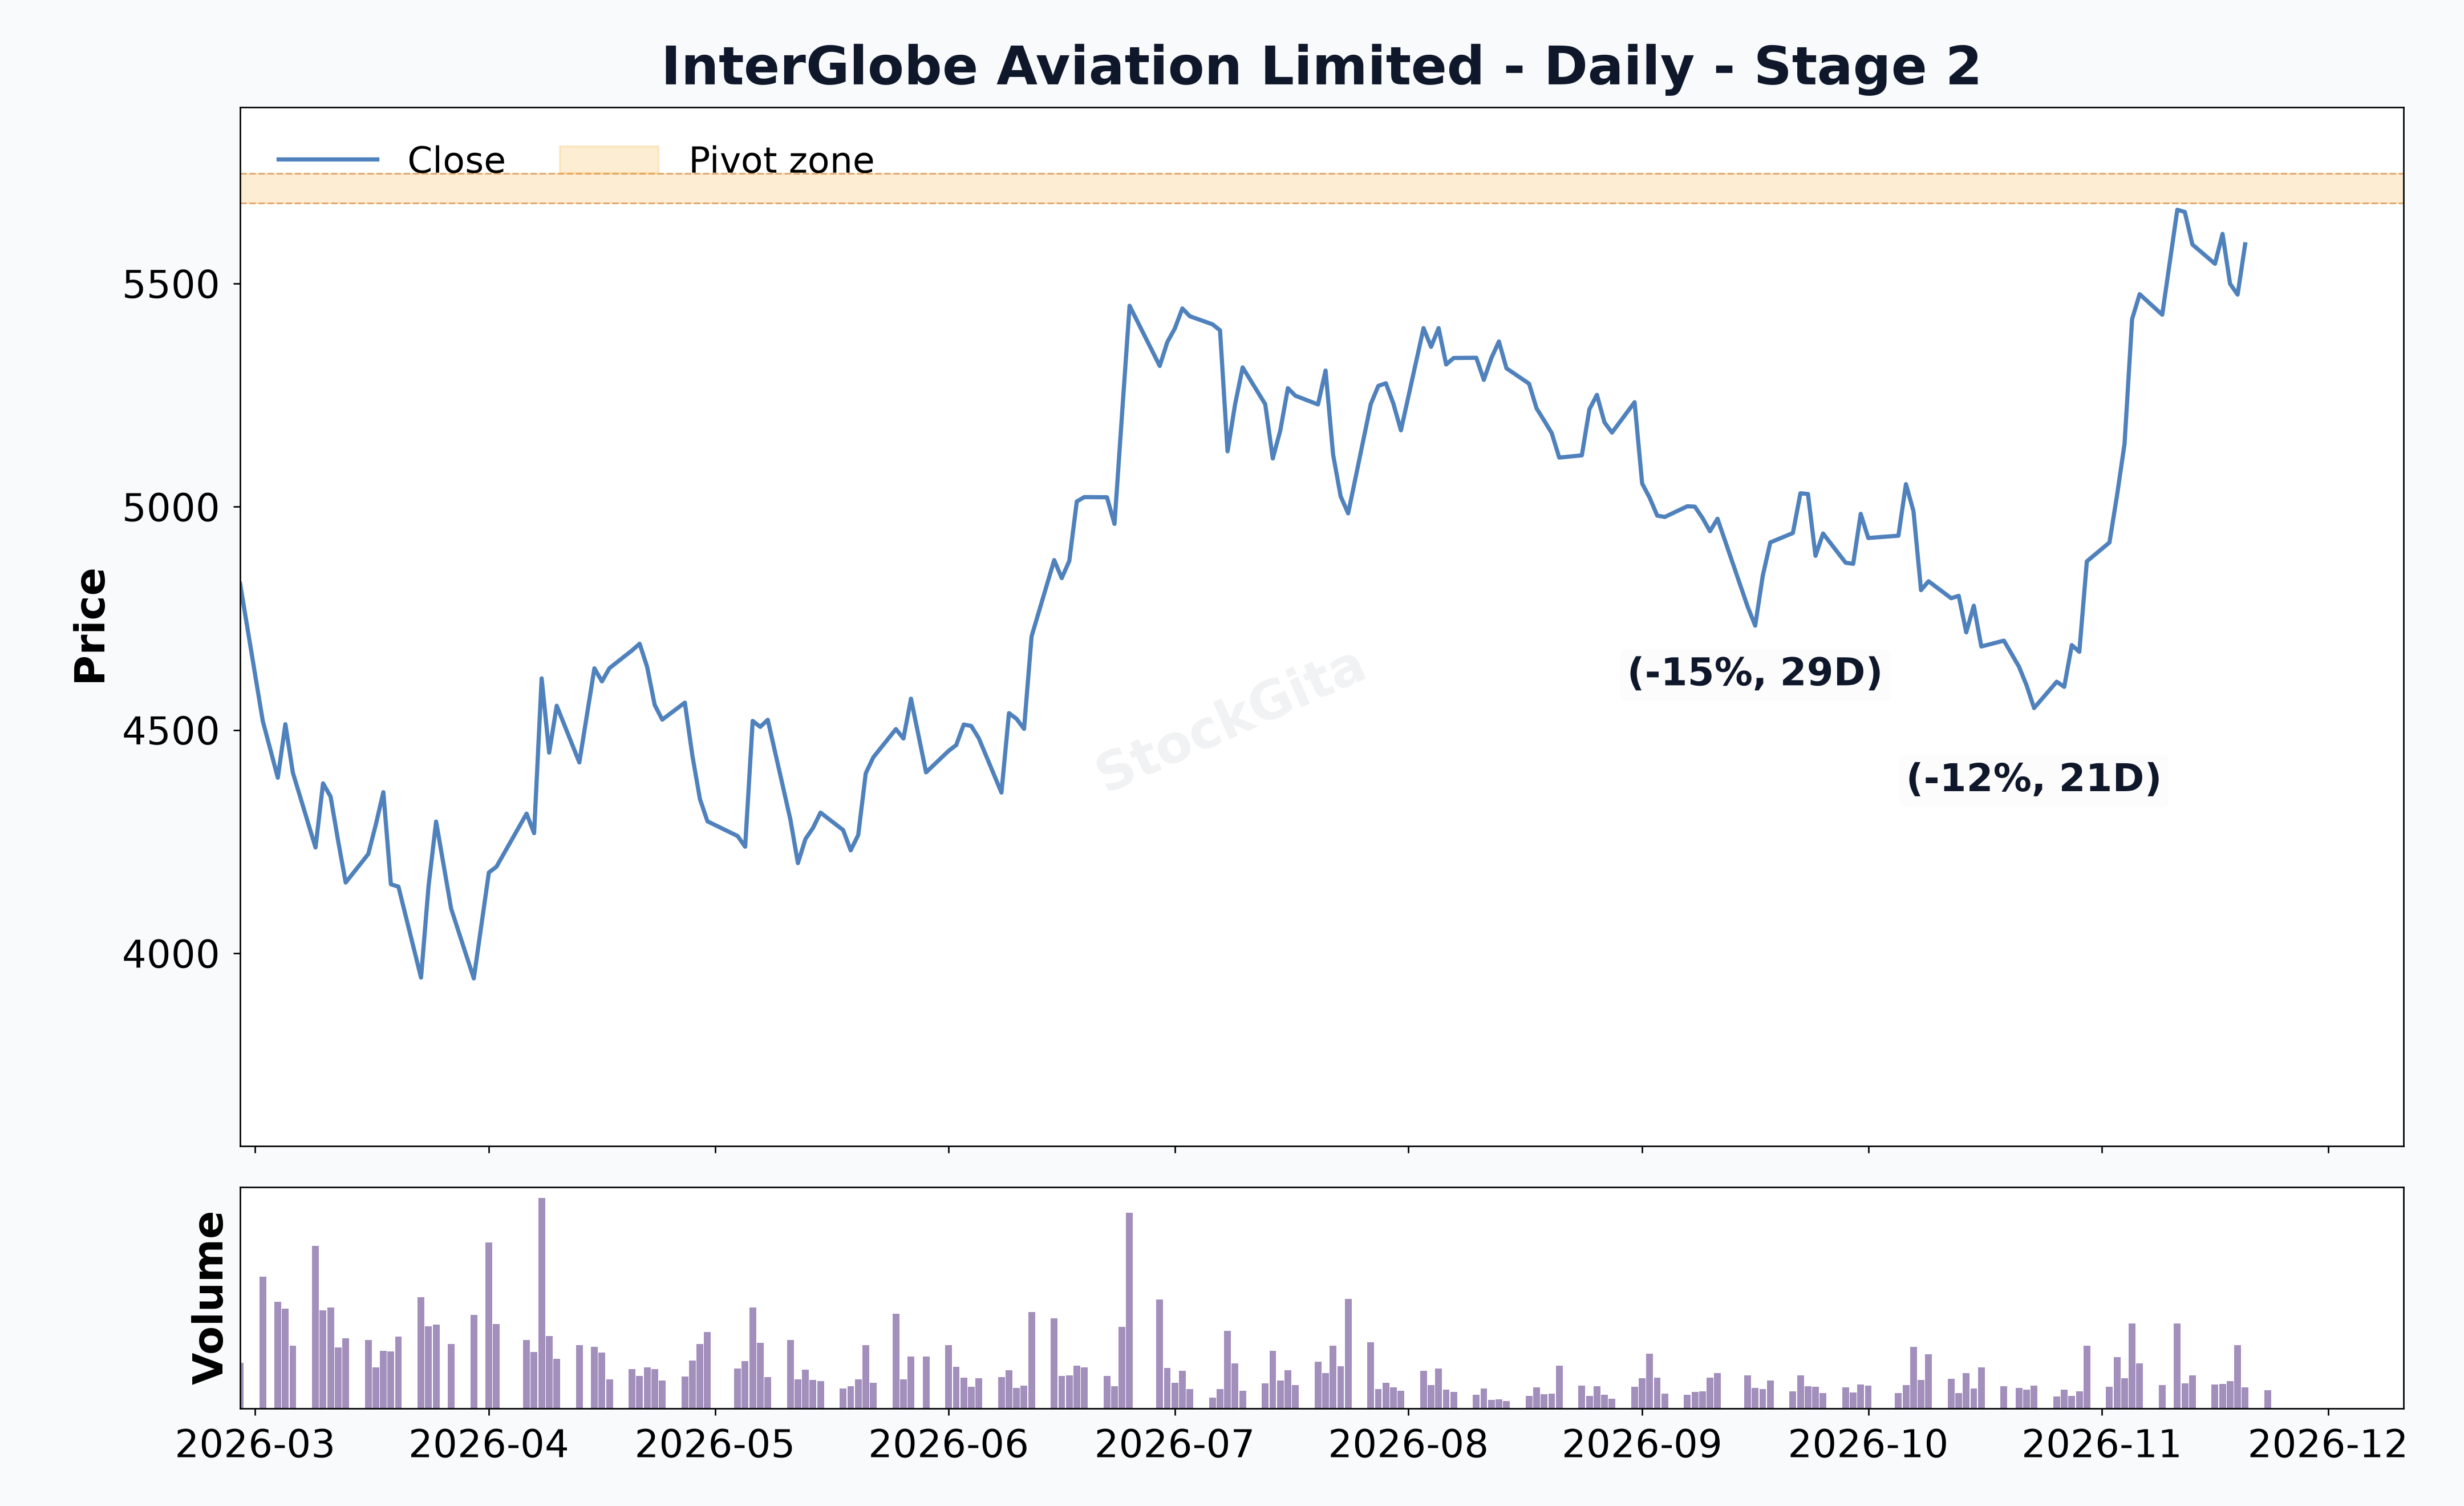 InterGlobe Aviation Limited - Daily - Stage 2
Close
Pivot zone
Price
5500
5000
4500
4000
StockGita
(-15%, 29D)
(-12%, 21D)
Volume
2026-03
2026-04
2026-05
2026-06
2026-07
2026-08
2026-09
2026-10
2026-11
2026-12